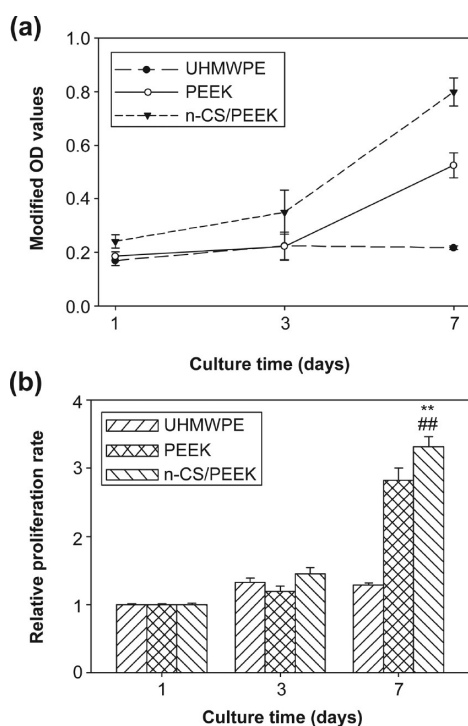 (a)
Modified OD values
1.0
0.8
0.6
0.4
0.2
0.0
UHMWPE
PEEK
n-CS/PEEK
1 3 7
Culture time (days)
(b)
Relative proliferation rate
4
3
2
1
0
UHMWPE
PEEK
n-CS/PEEK
**
##
1 3 7
Culture time (days)